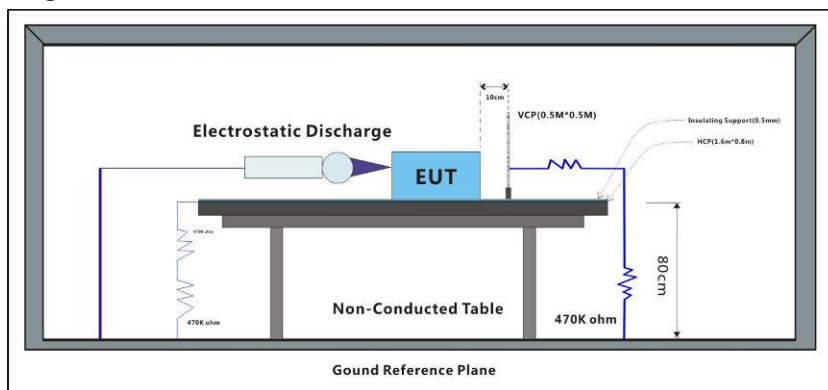 10cm
VCP(0.5M*0.5M)
Insulating Support(0.5mm)
Electrostatic Discharge
HCP(1.6m*0.8m)
EUT
470K ohm
80cm
Non-Conducted Table
470K ohm
470K ohm
Gound Reference Plane